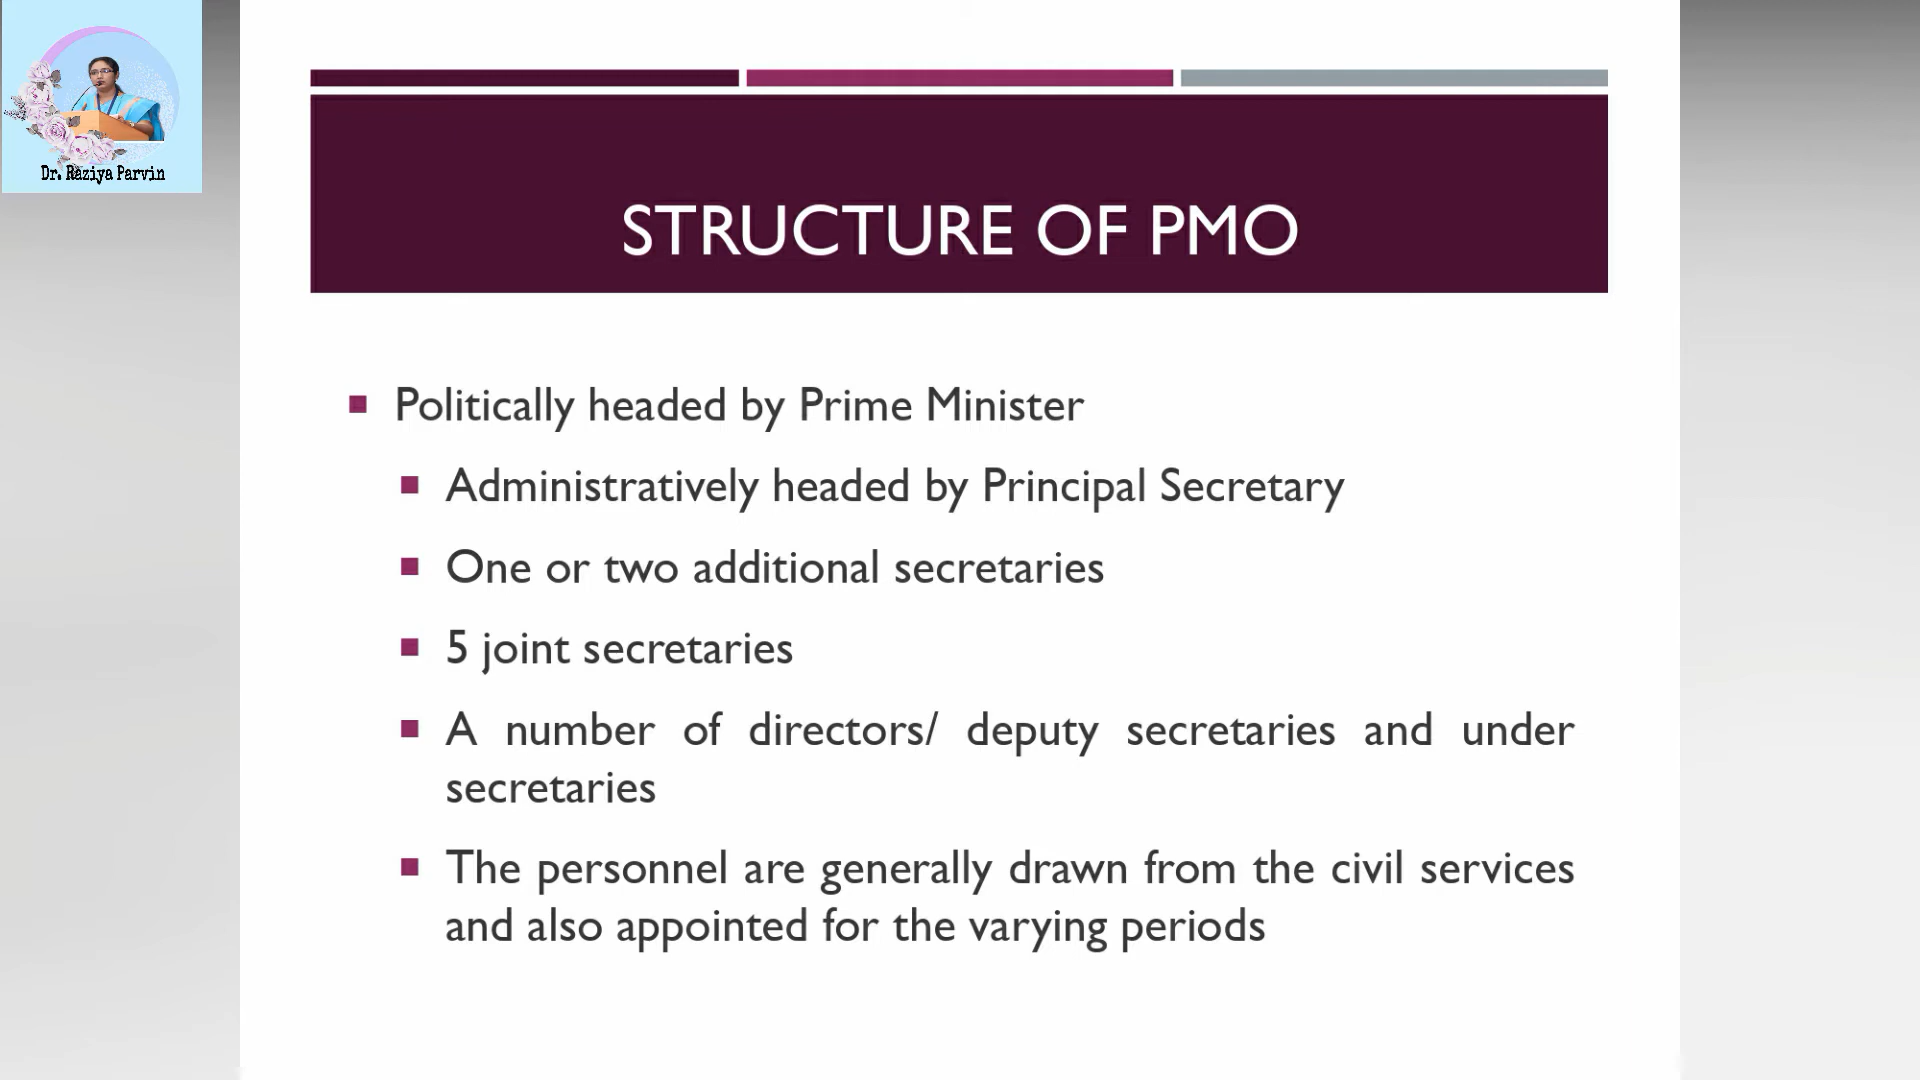 Dr. Raziya Parvin
STRUCTURE OF PMO
Politically headed by Prime Minister
Administratively headed by Principal Secretary
One or two additional secretaries
5 joint secretaries
A number of directors/ deputy secretaries and under
secretaries
The personnel are generally drawn from the civil services
and also appointed for the varying periods